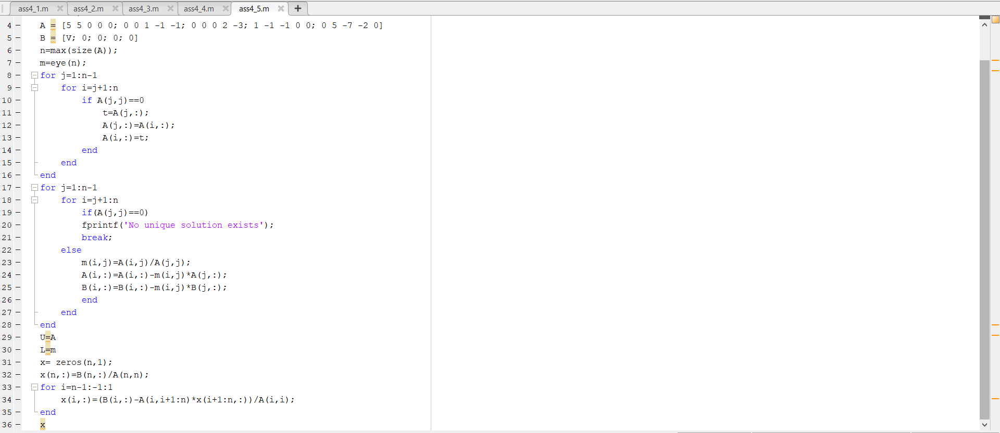 ass4_1.m ass4_2.m ass4_3.m ass4_4.m ass4_5.m +
4 A = [5 5 0 0 0; 0 0 1 -1 -1; 0 0 0 2 -3; 1 -1 -1 0 0; 0 5 -7 -2 0]
5 B = [V; 0; 0; 0; 0]
6 n=max(size(A));
7 m=eye(n);
8 for j=1:n-1
9 for i=j+1:n
10 if A(j,j)==0
11 t=A(j,:);
12 A(j,:)=A(i,:);
13 A(i,:)=t;
14 end
15 end
16 end
17 for j=1:n-1
18 for i=j+1:n
19 if(A(j,j)==0)
20 fprintf('No unique solution exists');
21 break;
22 else
23 m(i,j)=A(i,j)/A(j,j);
24 A(i,:)=A(i,:)-m(i,j)*A(j,:);
25 B(i,:)=B(i,:)-m(i,j)*B(j,:);
26 end
27 end
28 end
29 U=A
30 L=m
31 x= zeros(n,1);
32 x(n,:)=B(n,:)/A(n,n);
33 for i=n-1:-1:1
34 x(i,:)=(B(i,:)-A(i,i+1:n)*x(i+1:n,:))/A(i,i);
35 end
36 x